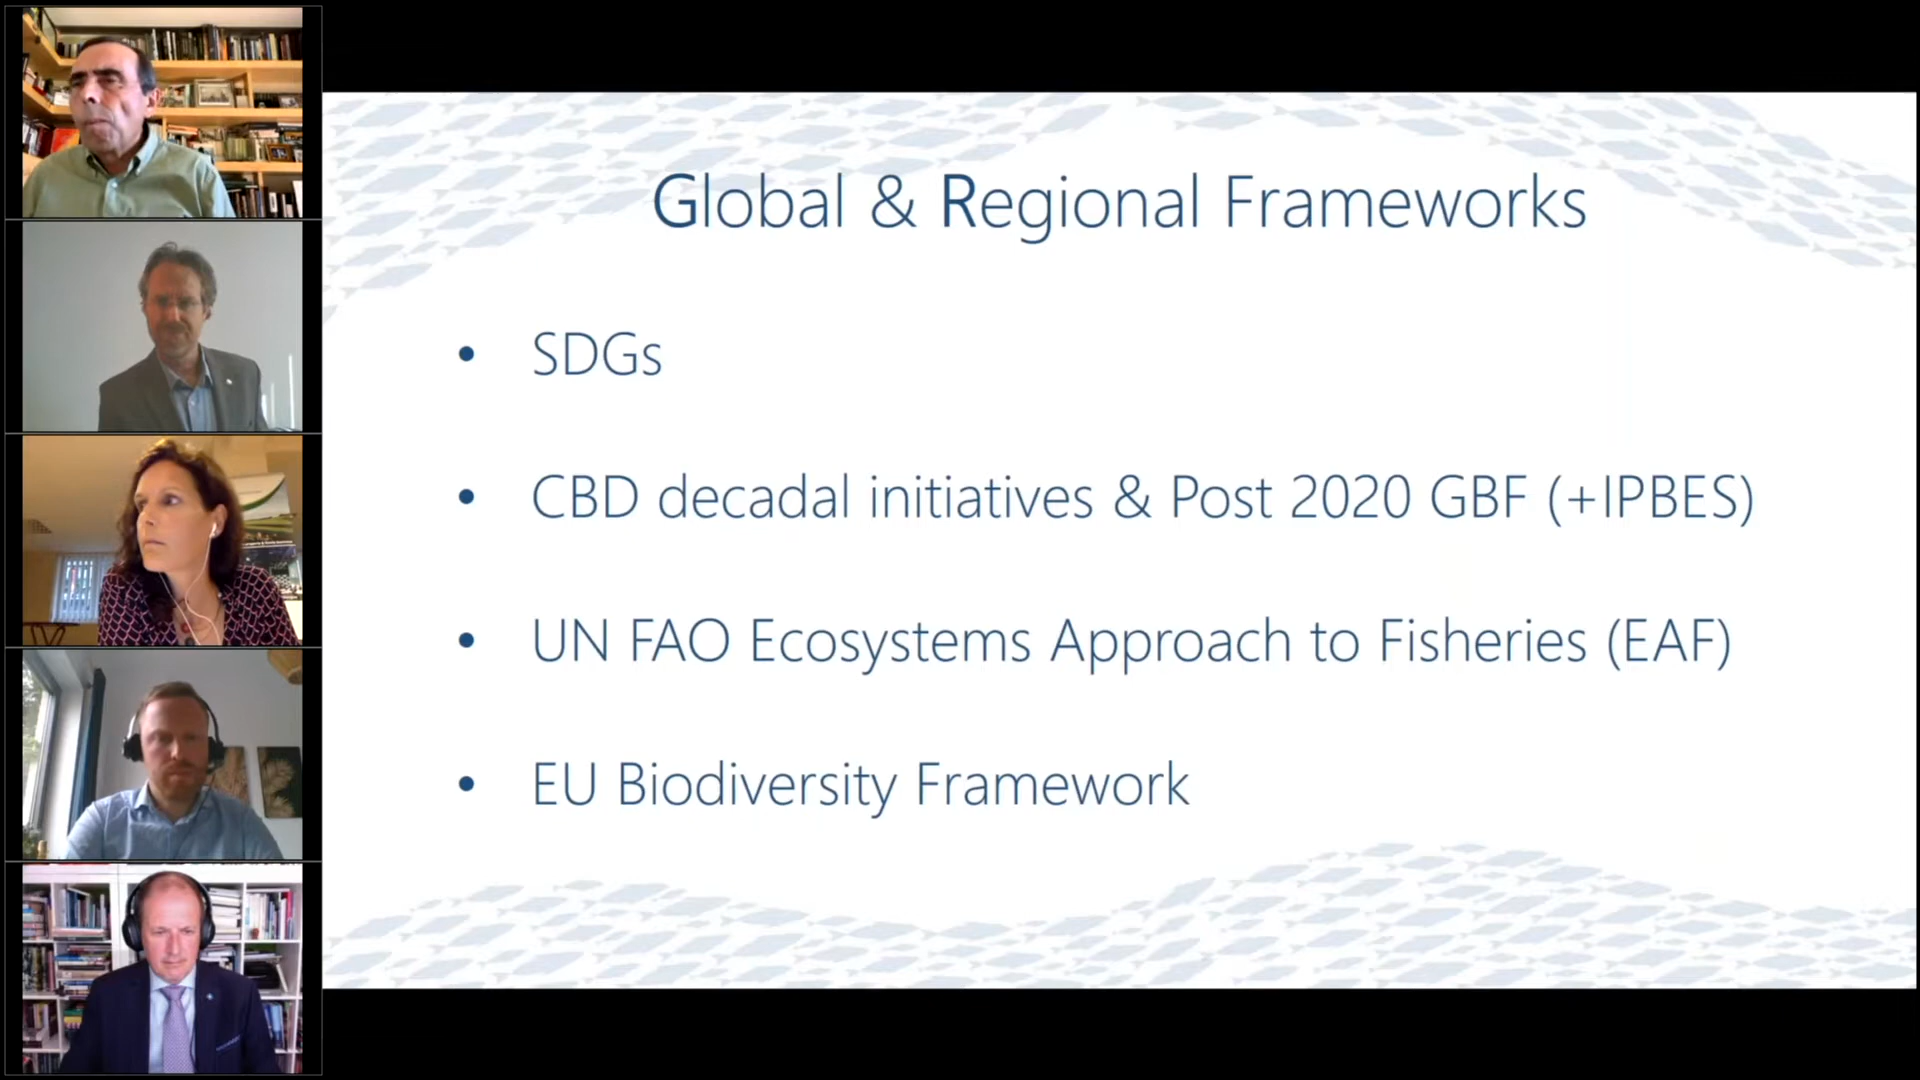 Global & Regional Frameworks
• SDGs
• CBD decadal initiatives & Post 2020 GBF (+IPBES)
• UN FAO Ecosystems Approach to Fisheries (EAF)
• EU Biodiversity Framework